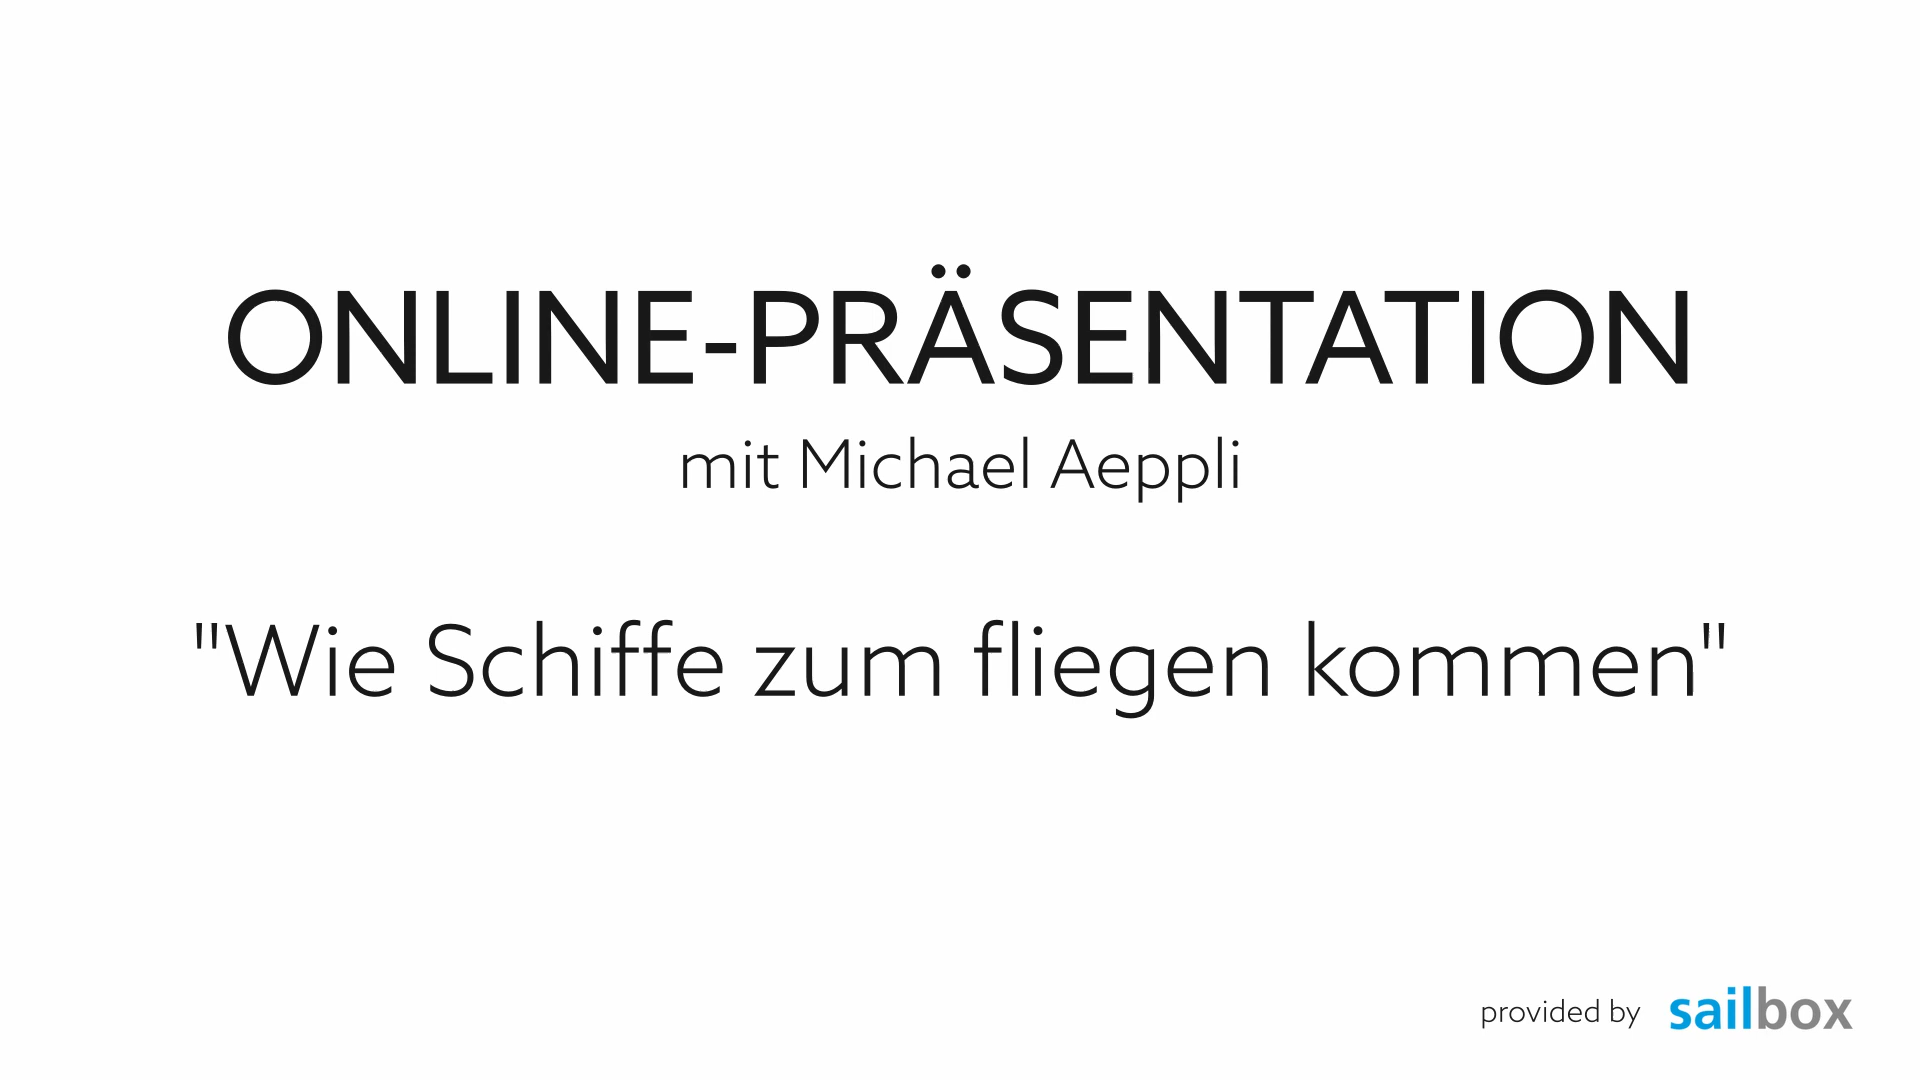 ONLINE-PRÄSENTATION
mit Michael Aeppli
"Wie Schiffe zum fliegen kommen"
provided by sailbox